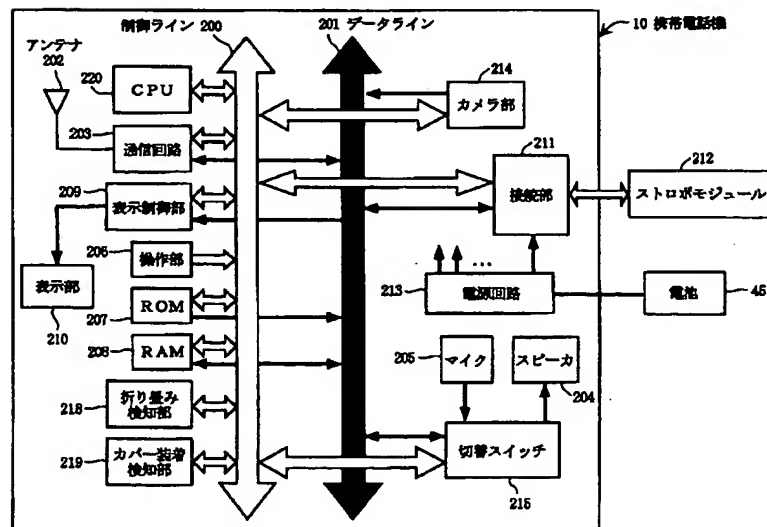 制御ライン 200
201 データライン
10 携帯電話機
アンテナ
202
220
CPU
214
カメラ部
203
通信回路
211
接続部
212
ストロボモジュール
209
表示制御部
206
操作部
表示部
210
213
電源回路
…
電池
45
207
ROM
208
RAM
205
マイク
スピーカ
204
218
折り畳み
検知部
219
カバー装着
検知部
切替スイッチ
215